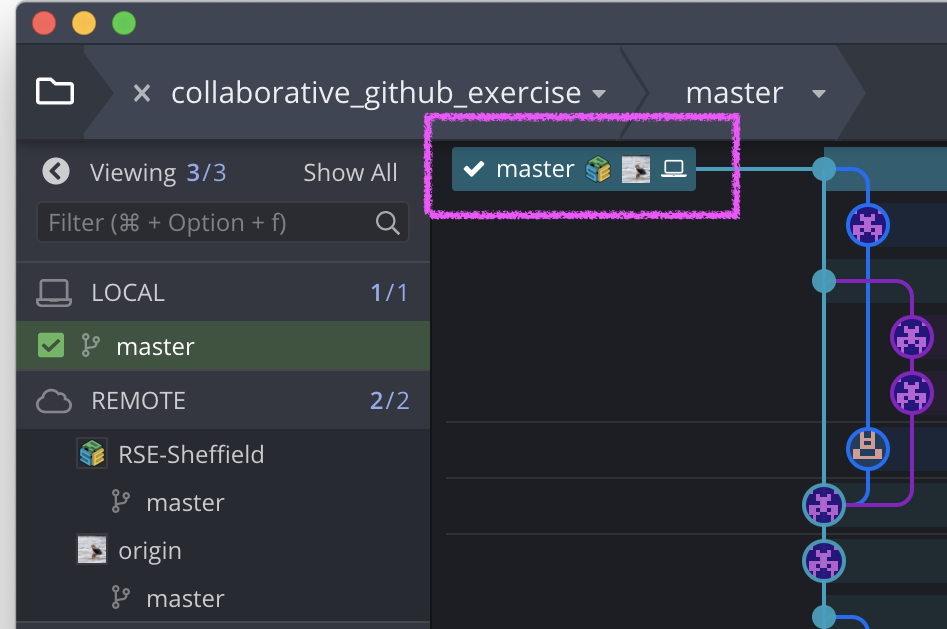 collaborative_github_exercise master
Viewing 3/3 Show All
master
Filter (⌘ + Option + f)
LOCAL 1/1
master
REMOTE 2/2
RSE-Sheffield
master
origin
master